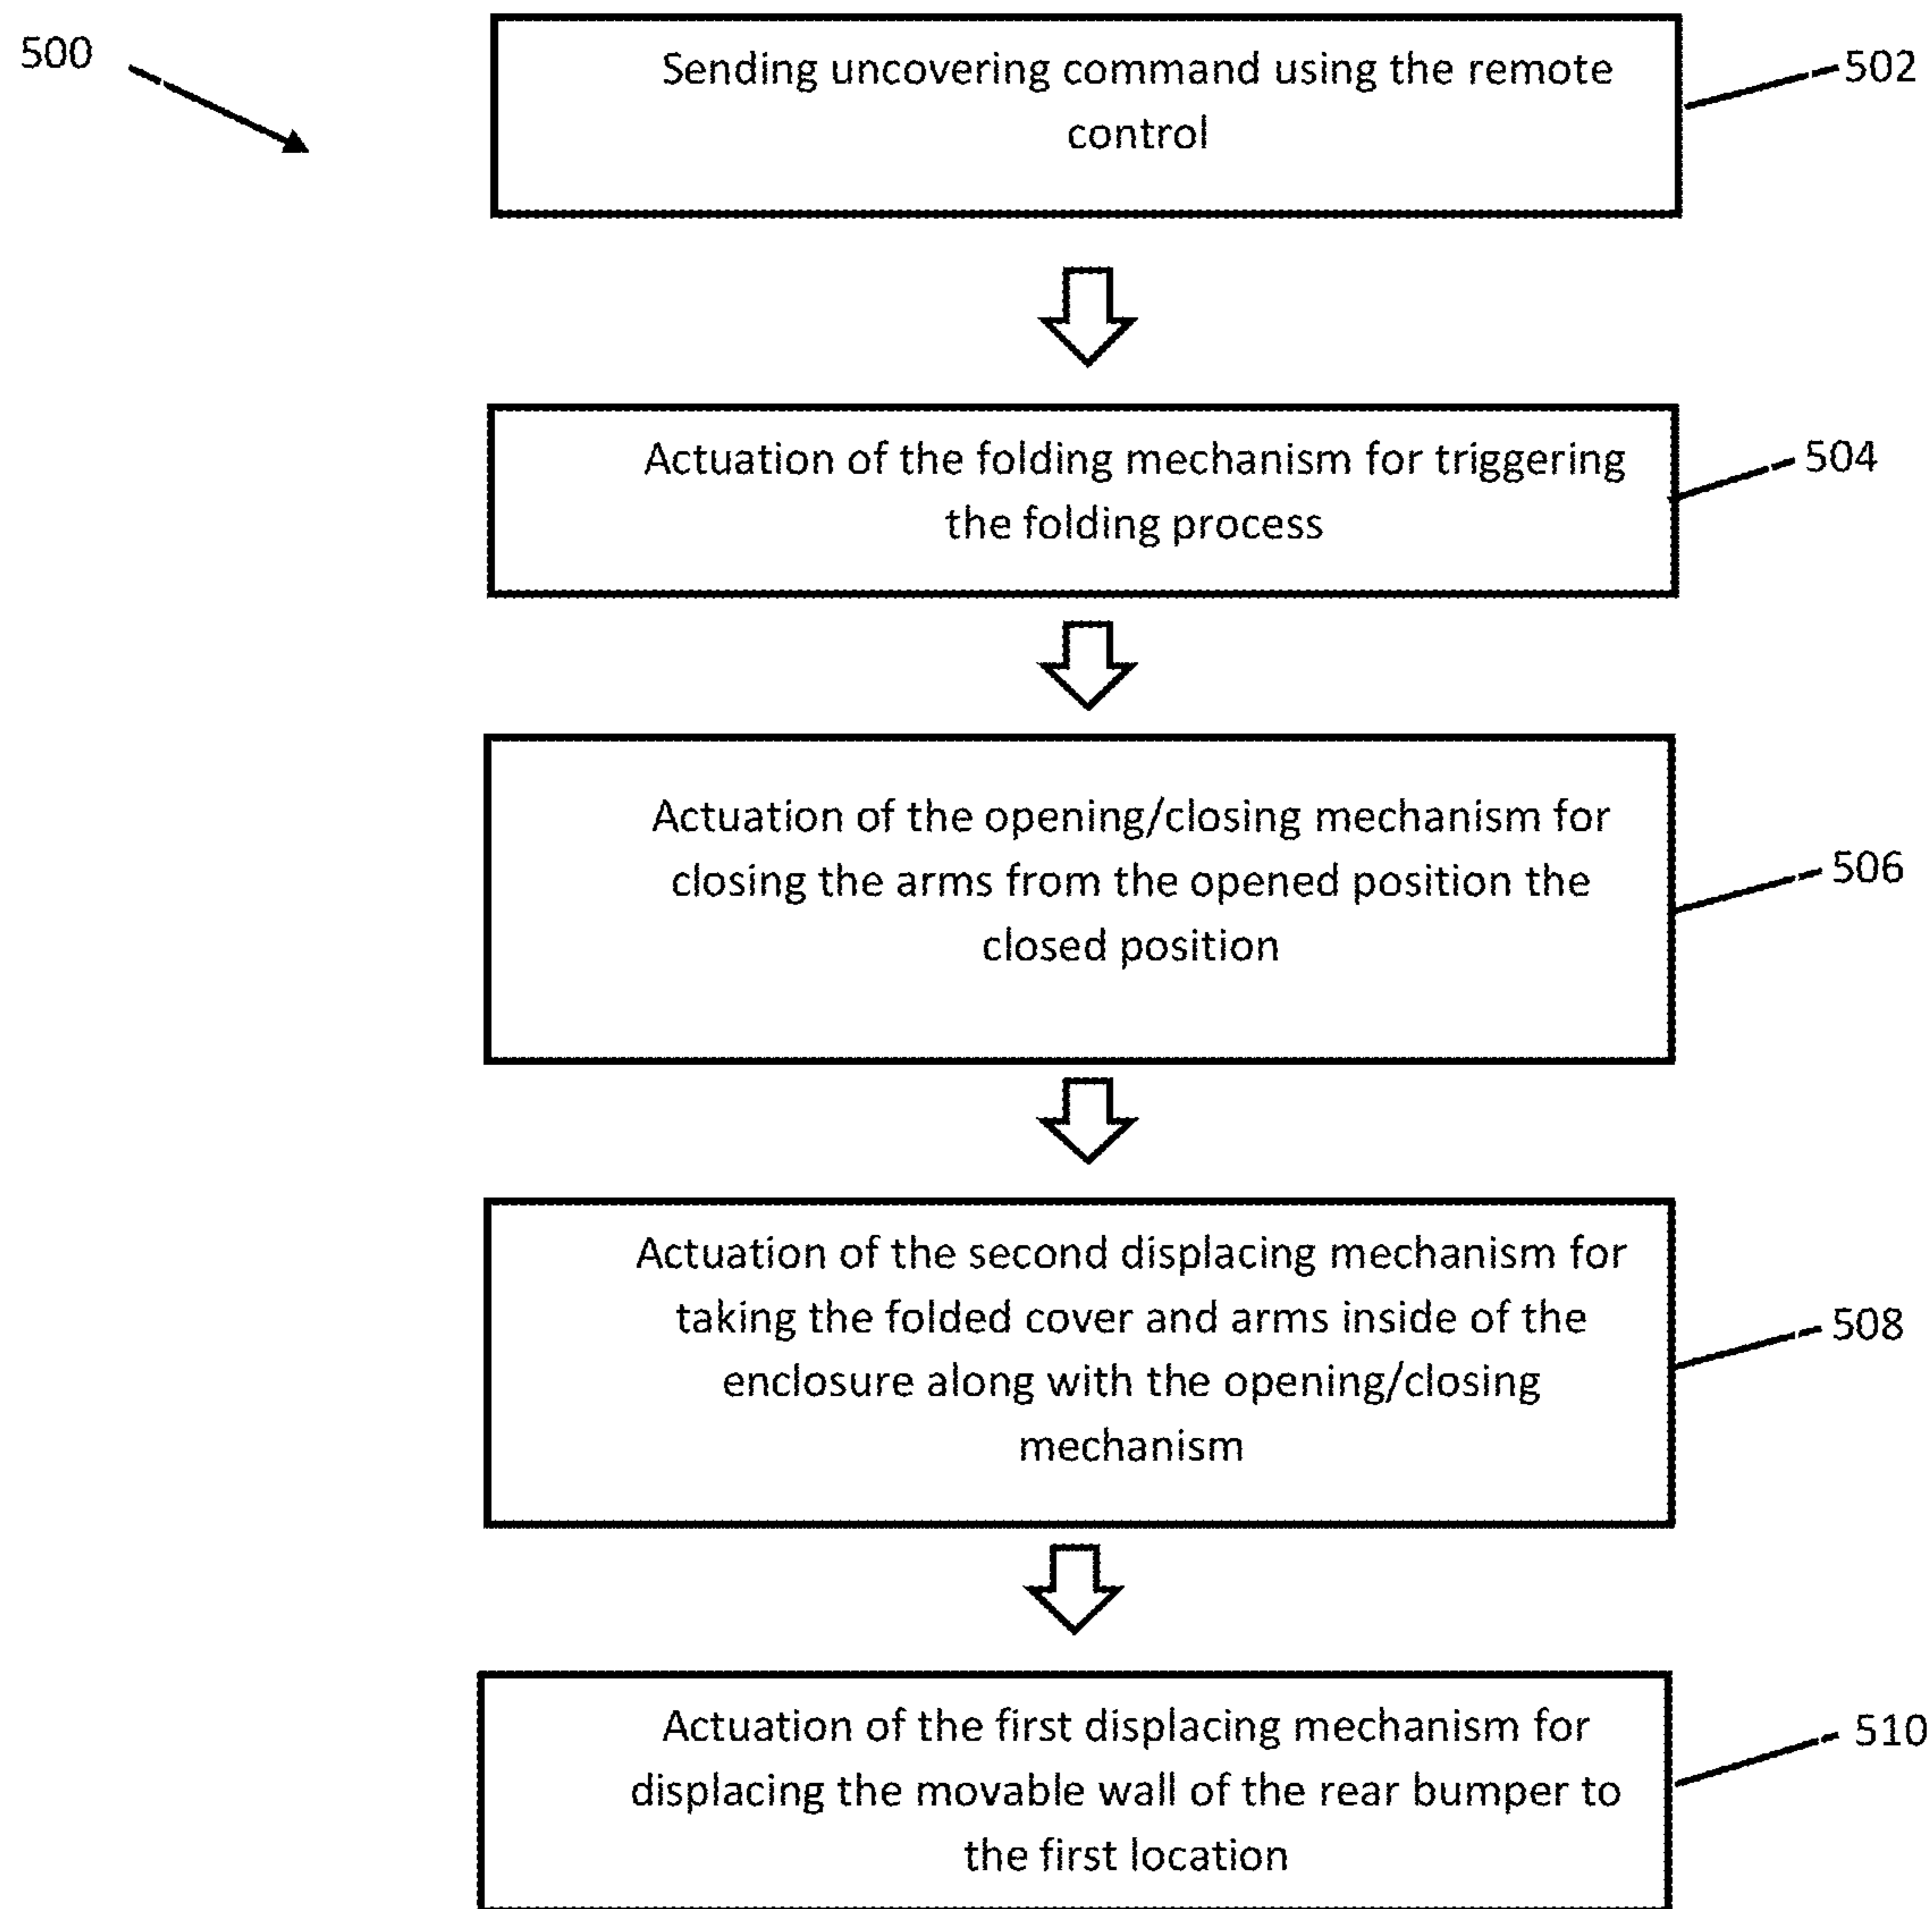 500
Sending uncovering command using the remote
control
502
Actuation of the folding mechanism for triggering
the folding process
504
Actuation of the opening/closing mechanism for
closing the arms from the opened position the
closed position
506
Actuation of the second displacing mechanism for
taking the folded cover and arms inside of the
enclosure along with the opening/closing
mechanism
508
Actuation of the first displacing mechanism for
displacing the movable wall of the rear bumper to
the first location
510